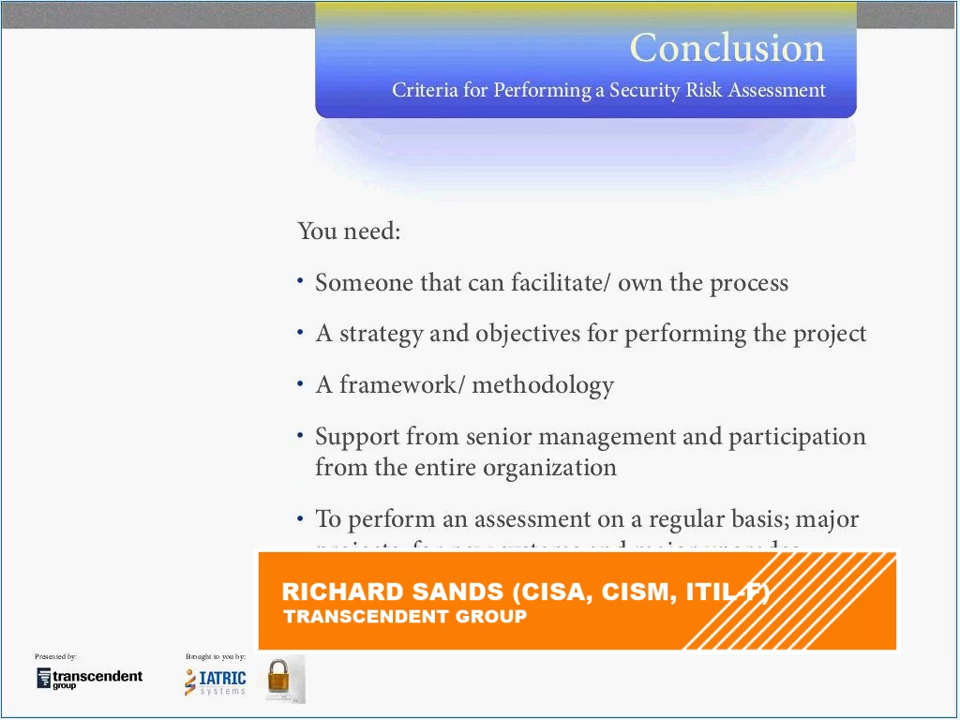 Conclusion
Criteria for Performing a Security Risk Assessment
You need:
• Someone that can facilitate/ own the process
• A strategy and objectives for performing the project
• A framework/ methodology
• Support from senior management and participation
from the entire organization
• To perform an assessment on a regular basis; major
RICHARD SANDS (CISA, CISM, ITIL-F)
TRANSCENDENT GROUP
Presented by:
Brought to you by:
transcendent
group
IATRIC
systems